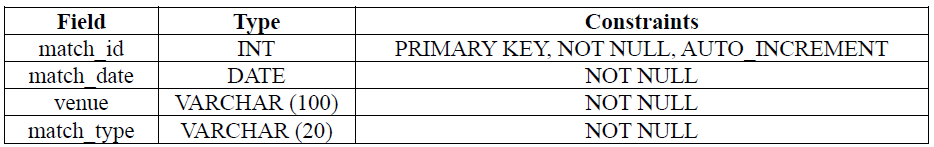 Field Type Constraints
match_id INT PRIMARY KEY, NOT NULL, AUTO_INCREMENT
match_date DATE NOT NULL
venue VARCHAR (100) NOT NULL
match_type VARCHAR (20) NOT NULL